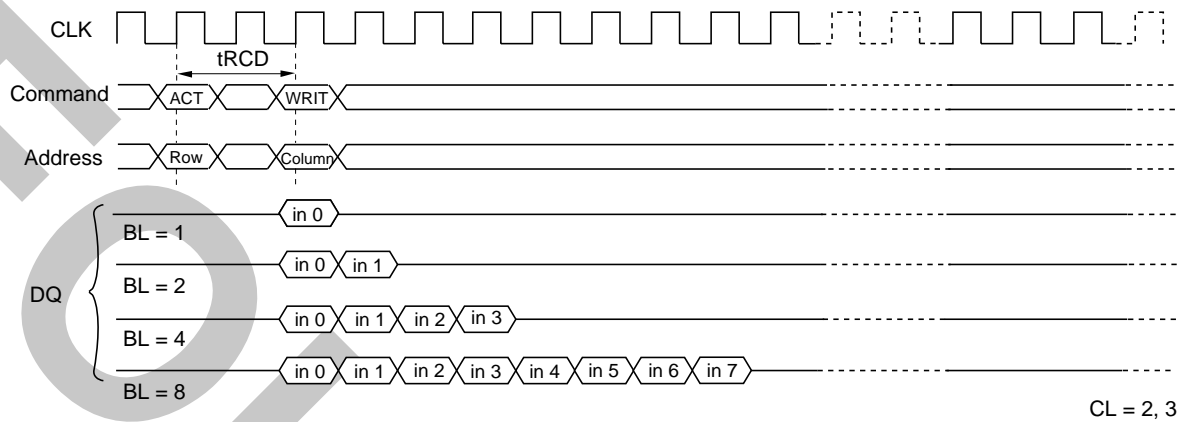 CLK
tRCD
Command ACT WRIT
Address Row Column
DQ
in 0
BL = 1
in 0 in 1
BL = 2
in 0 in 1 in 2 in 3
BL = 4
in 0 in 1 in 2 in 3 in 4 in 5 in 6 in 7
BL = 8
CL = 2, 3